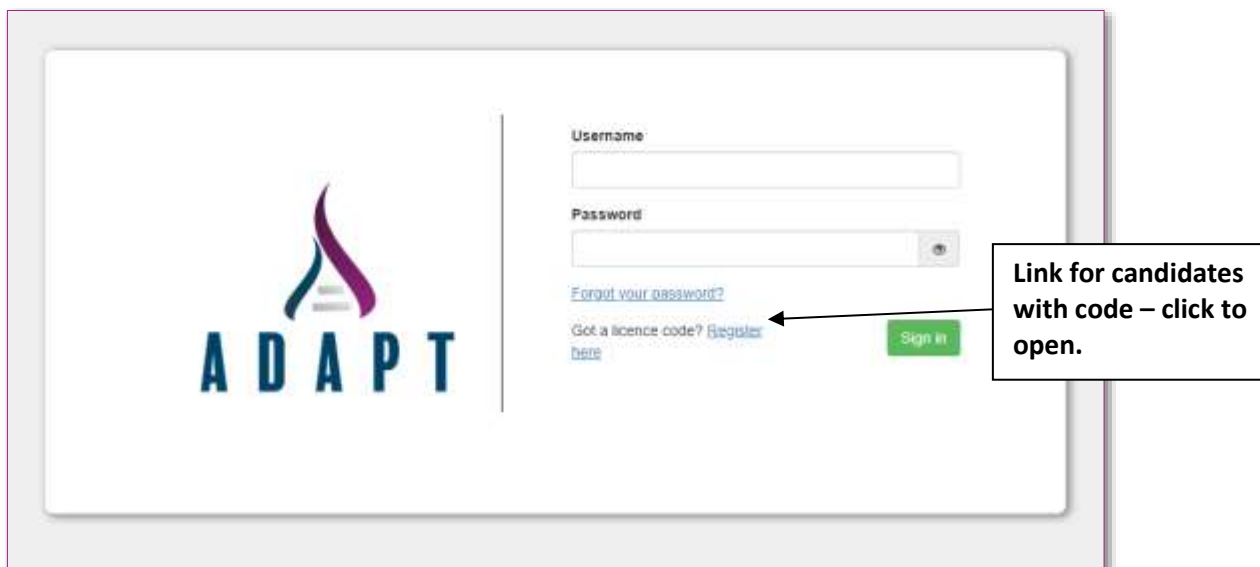 Username
Password
Forgot your password?
Got a licence code? Register
here
Sign in
ADAPT
Link for candidates
with code – click to
open.